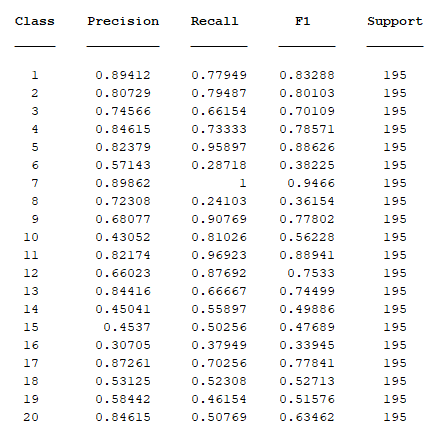 Class Precision Recall F1 Support
1 0.89412 0.77949 0.83288 195
2 0.80729 0.79487 0.80103 195
3 0.74566 0.66154 0.70109 195
4 0.84615 0.73333 0.78571 195
5 0.82379 0.95897 0.88626 195
6 0.57143 0.28718 0.38225 195
7 0.89862 1 0.9466 195
8 0.72308 0.24103 0.36154 195
9 0.68077 0.90769 0.77802 195
10 0.43052 0.81026 0.56228 195
11 0.82174 0.96923 0.88941 195
12 0.66023 0.87692 0.7533 195
13 0.84416 0.66667 0.74499 195
14 0.45041 0.55897 0.49886 195
15 0.4537 0.50256 0.47689 195
16 0.30705 0.37949 0.33945 195
17 0.87261 0.70256 0.77841 195
18 0.53125 0.52308 0.52713 195
19 0.58442 0.46154 0.51576 195
20 0.84615 0.50769 0.63462 195